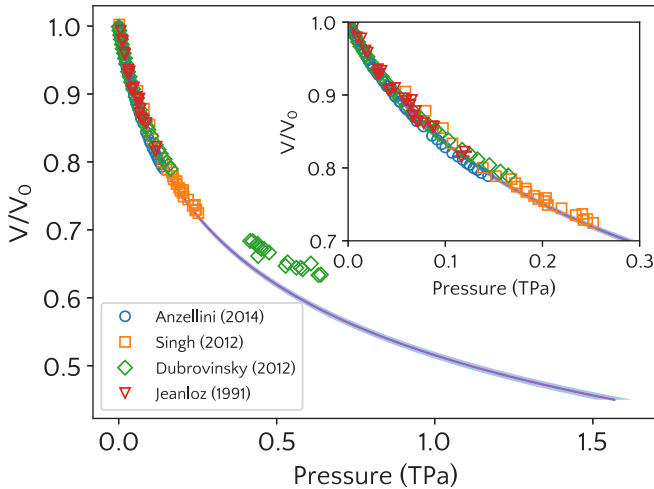 1.0
0.9
0.8
0.7
0.6
0.5
V/V₀
0.0
0.5
1.0
1.5
Pressure (TPa)
Anzellini (2014)
Singh (2012)
Dubrovinsky (2012)
Jeanloz (1991)
1.0
0.9
0.8
0.7
V/V₀
0.0
0.1
0.2
0.3
Pressure (TPa)